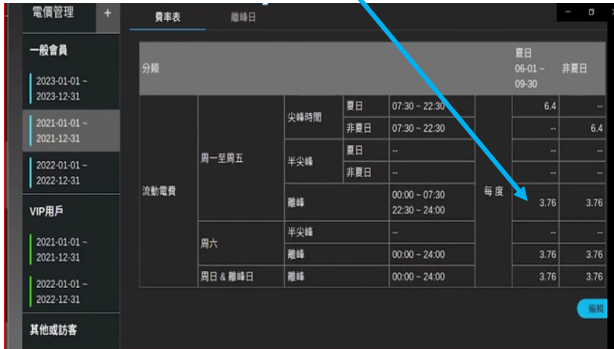 電價管理 +
費率表 離峰日
一般會員
2023-01-01 ~
2023-12-31
2021-01-01 ~
2021-12-31
2022-01-01 ~
2022-12-31
VIP用戶
2021-01-01 ~
2021-12-31
2022-01-01 ~
2022-12-31
其他或訪客
分類 夏日 06-01 ~ 09-30 非夏日
流動電費 周一至周五 尖峰時間 夏日 07:30 ~ 22:30 每度 6.4 --
非夏日 07:30 ~ 22:30 -- 6.4
半尖峰 夏日 -- -- --
非夏日 -- -- --
離峰 00:00 ~ 07:30 22:30 ~ 24:00 3.76 3.76
周六 半尖峰 -- -- --
離峰 00:00 ~ 24:00 3.76 3.76
周日 & 離峰日 離峰 00:00 ~ 24:00 3.76 3.76
編輯